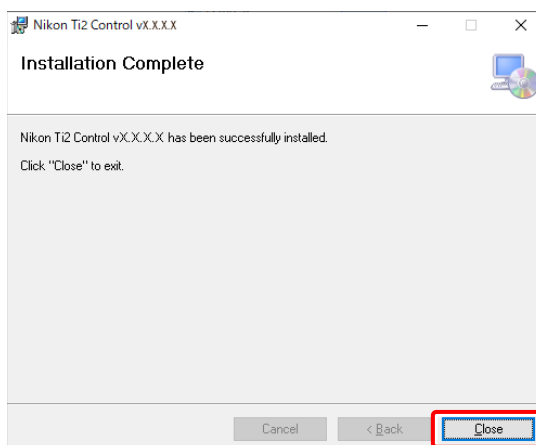 Nikon Ti2 Control vX.X.X.X
Installation Complete
Nikon Ti2 Control vX.X.X.X has been successfully installed.
Click "Close" to exit.
Cancel
< Back
Close